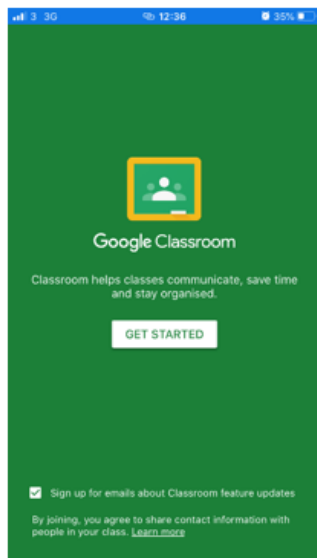 3 3G 12:36 35%
Google Classroom
Classroom helps classes communicate, save time
and stay organised.
GET STARTED
Sign up for emails about Classroom feature updates
By joining, you agree to share contact information with
people in your class. Learn more